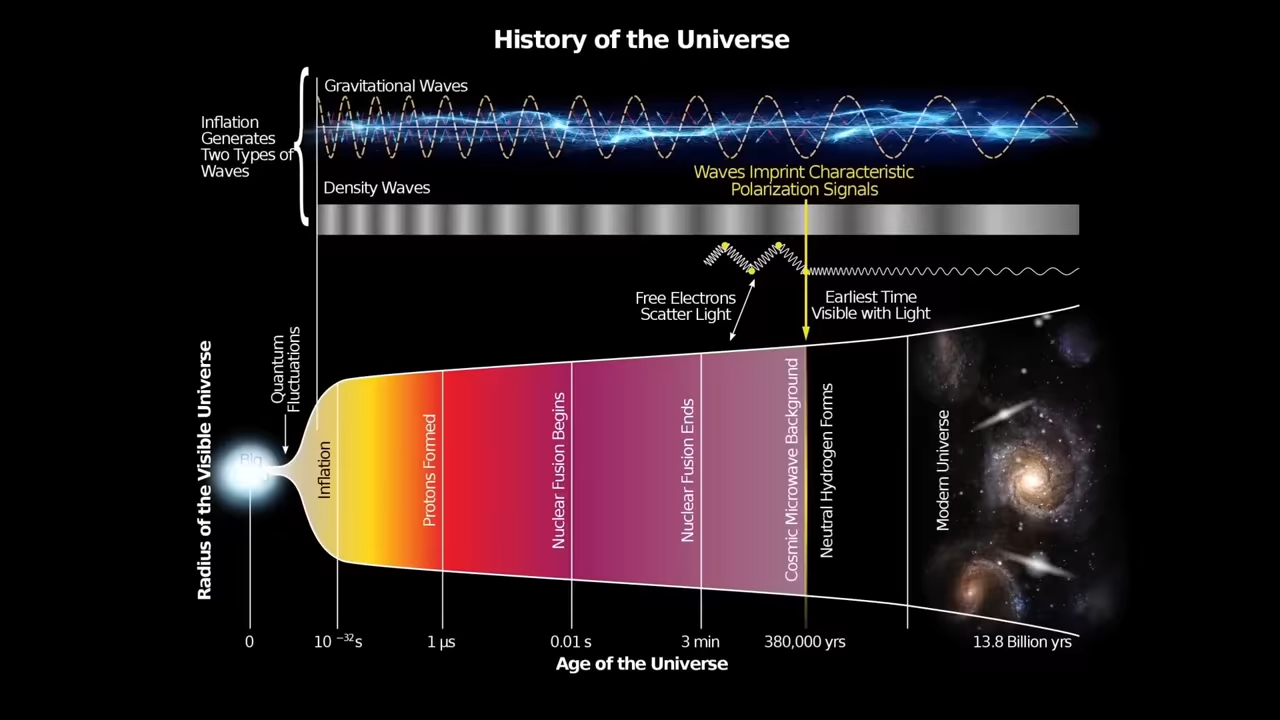 History of the Universe
Gravitational Waves
Inflation
Generates
Two Types of
Waves
Waves Imprint Characteristic
Polarization Signals
Density Waves
Free Electrons
Scatter Light
Earliest Time
Visible with Light
Radius of the Visible Universe
Quantum
Fluctuations
Big
Inflation
Protons Formed
Nuclear Fusion Begins
Nuclear Fusion Ends
Cosmic Microwave Background
Neutral Hydrogen Forms
Modern Universe
0
10 −32s
1 µs
0.01 s
3 min
380,000 yrs
13.8 Billion yrs
Age of the Universe